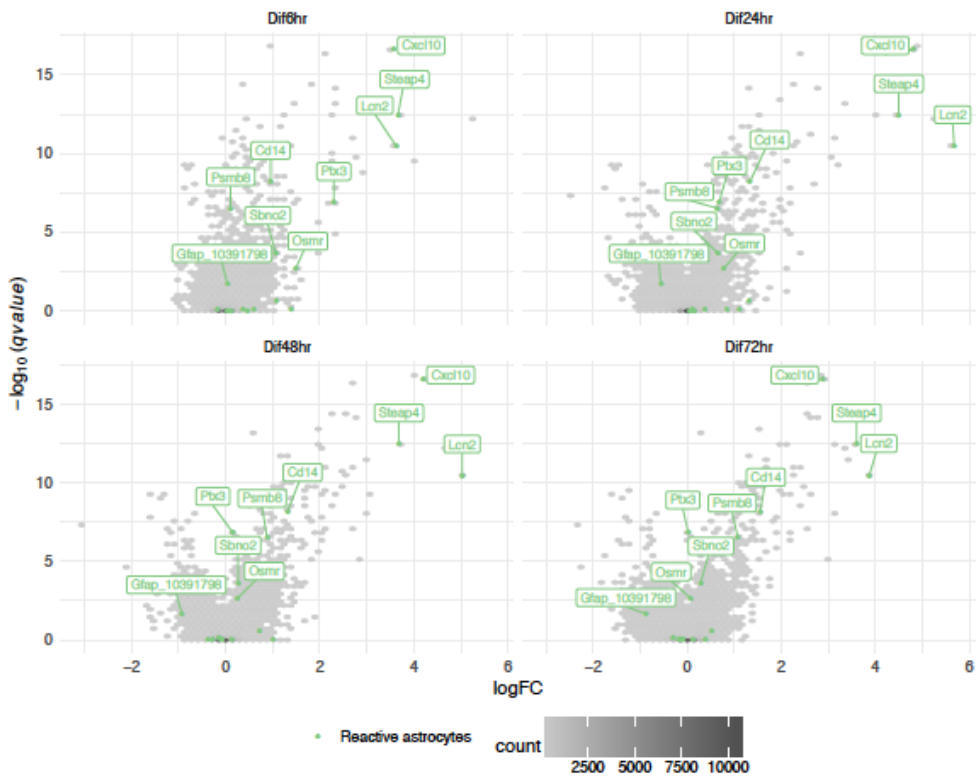 Dif6hr
Dif24hr
Cxcl10
Steap4
Lcn2
Cd14
Ptx3
Psmb8
Sbno2
Osmr
Gfap_10391798
Cxcl10
Steap4
Lcn2
Cd14
Ptx3
Psmb8
Sbno2
Osmr
Gfap_10391798
15
10
5
0
Dif48hr
Dif72hr
Cxcl10
Steap4
Lcn2
Cd14
Ptx3
Psmb8
Sbno2
Osmr
Gfap_10391798
Cxcl10
Steap4
Lcn2
Cd14
Ptx3
Psmb8
Sbno2
Osmr
Gfap_10391798
15
10
5
0
−log₁₀(qvalue)
−2 0 2 4 6 −2 0 2 4 6
logFC
Reactive astrocytes
count
2500 5000 7500 10000